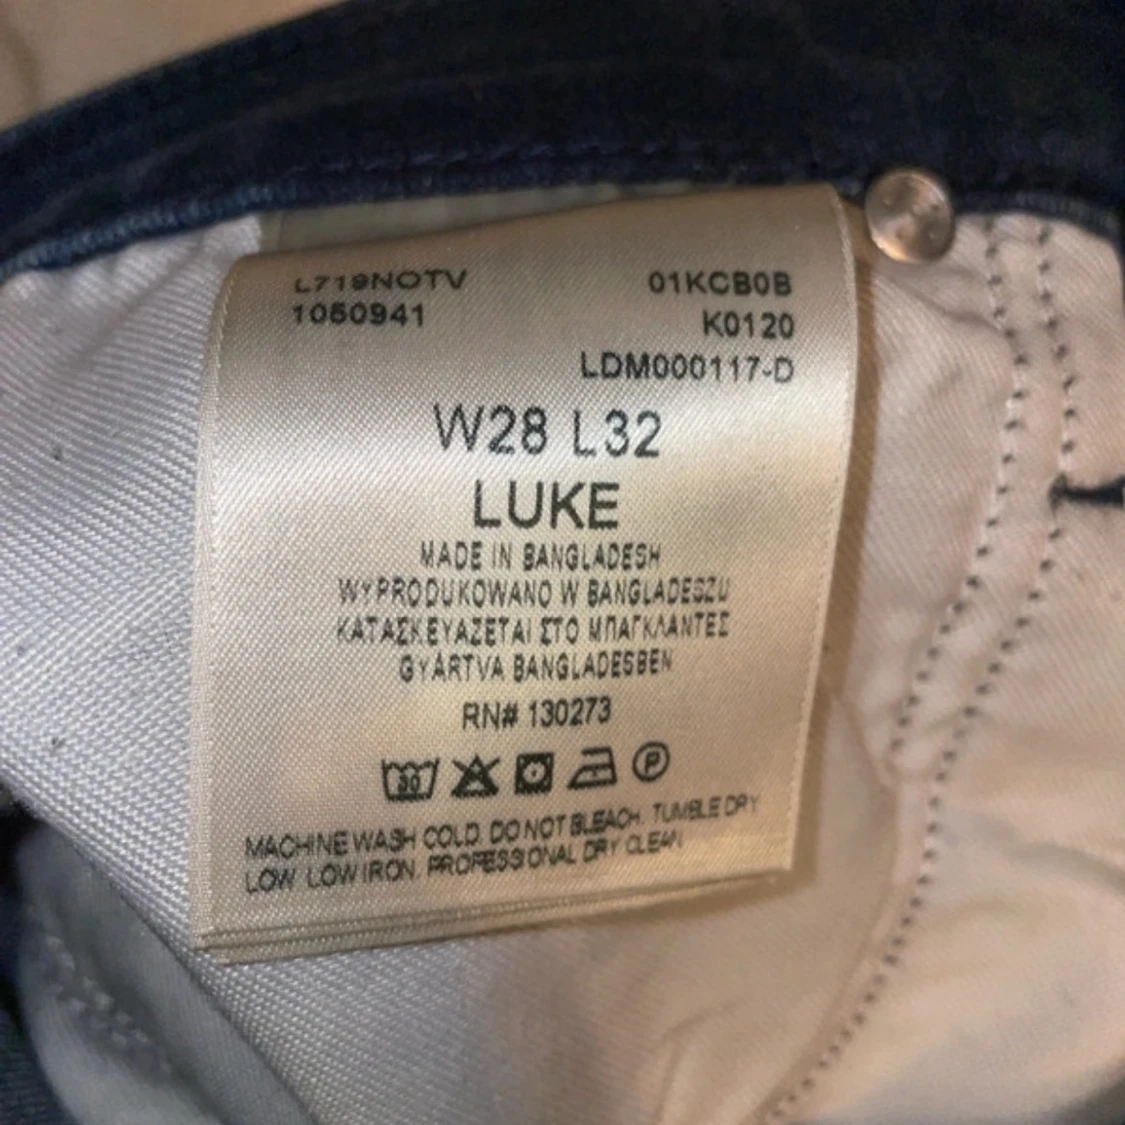 L719NOTV 01KCB0B
1050941 K0120
LDM000117-D
W28 L32
LUKE
MADE IN BANGLADESH
WYPRODUKOWANO W BANGLADESZU
ΚΑΤΑΣΚΕΥΑΖΕΤΑΙ ΣΤΟ ΜΠΑΓΚΛΑΝΤΕΣ
GYÁRTVA BANGLADESBEN
RN# 130273
30 P
MACHINE WASH COLD. DO NOT BLEACH. TUMBLE DRY
LOW LOW IRON. PROFESSIONAL DRY CLEAN